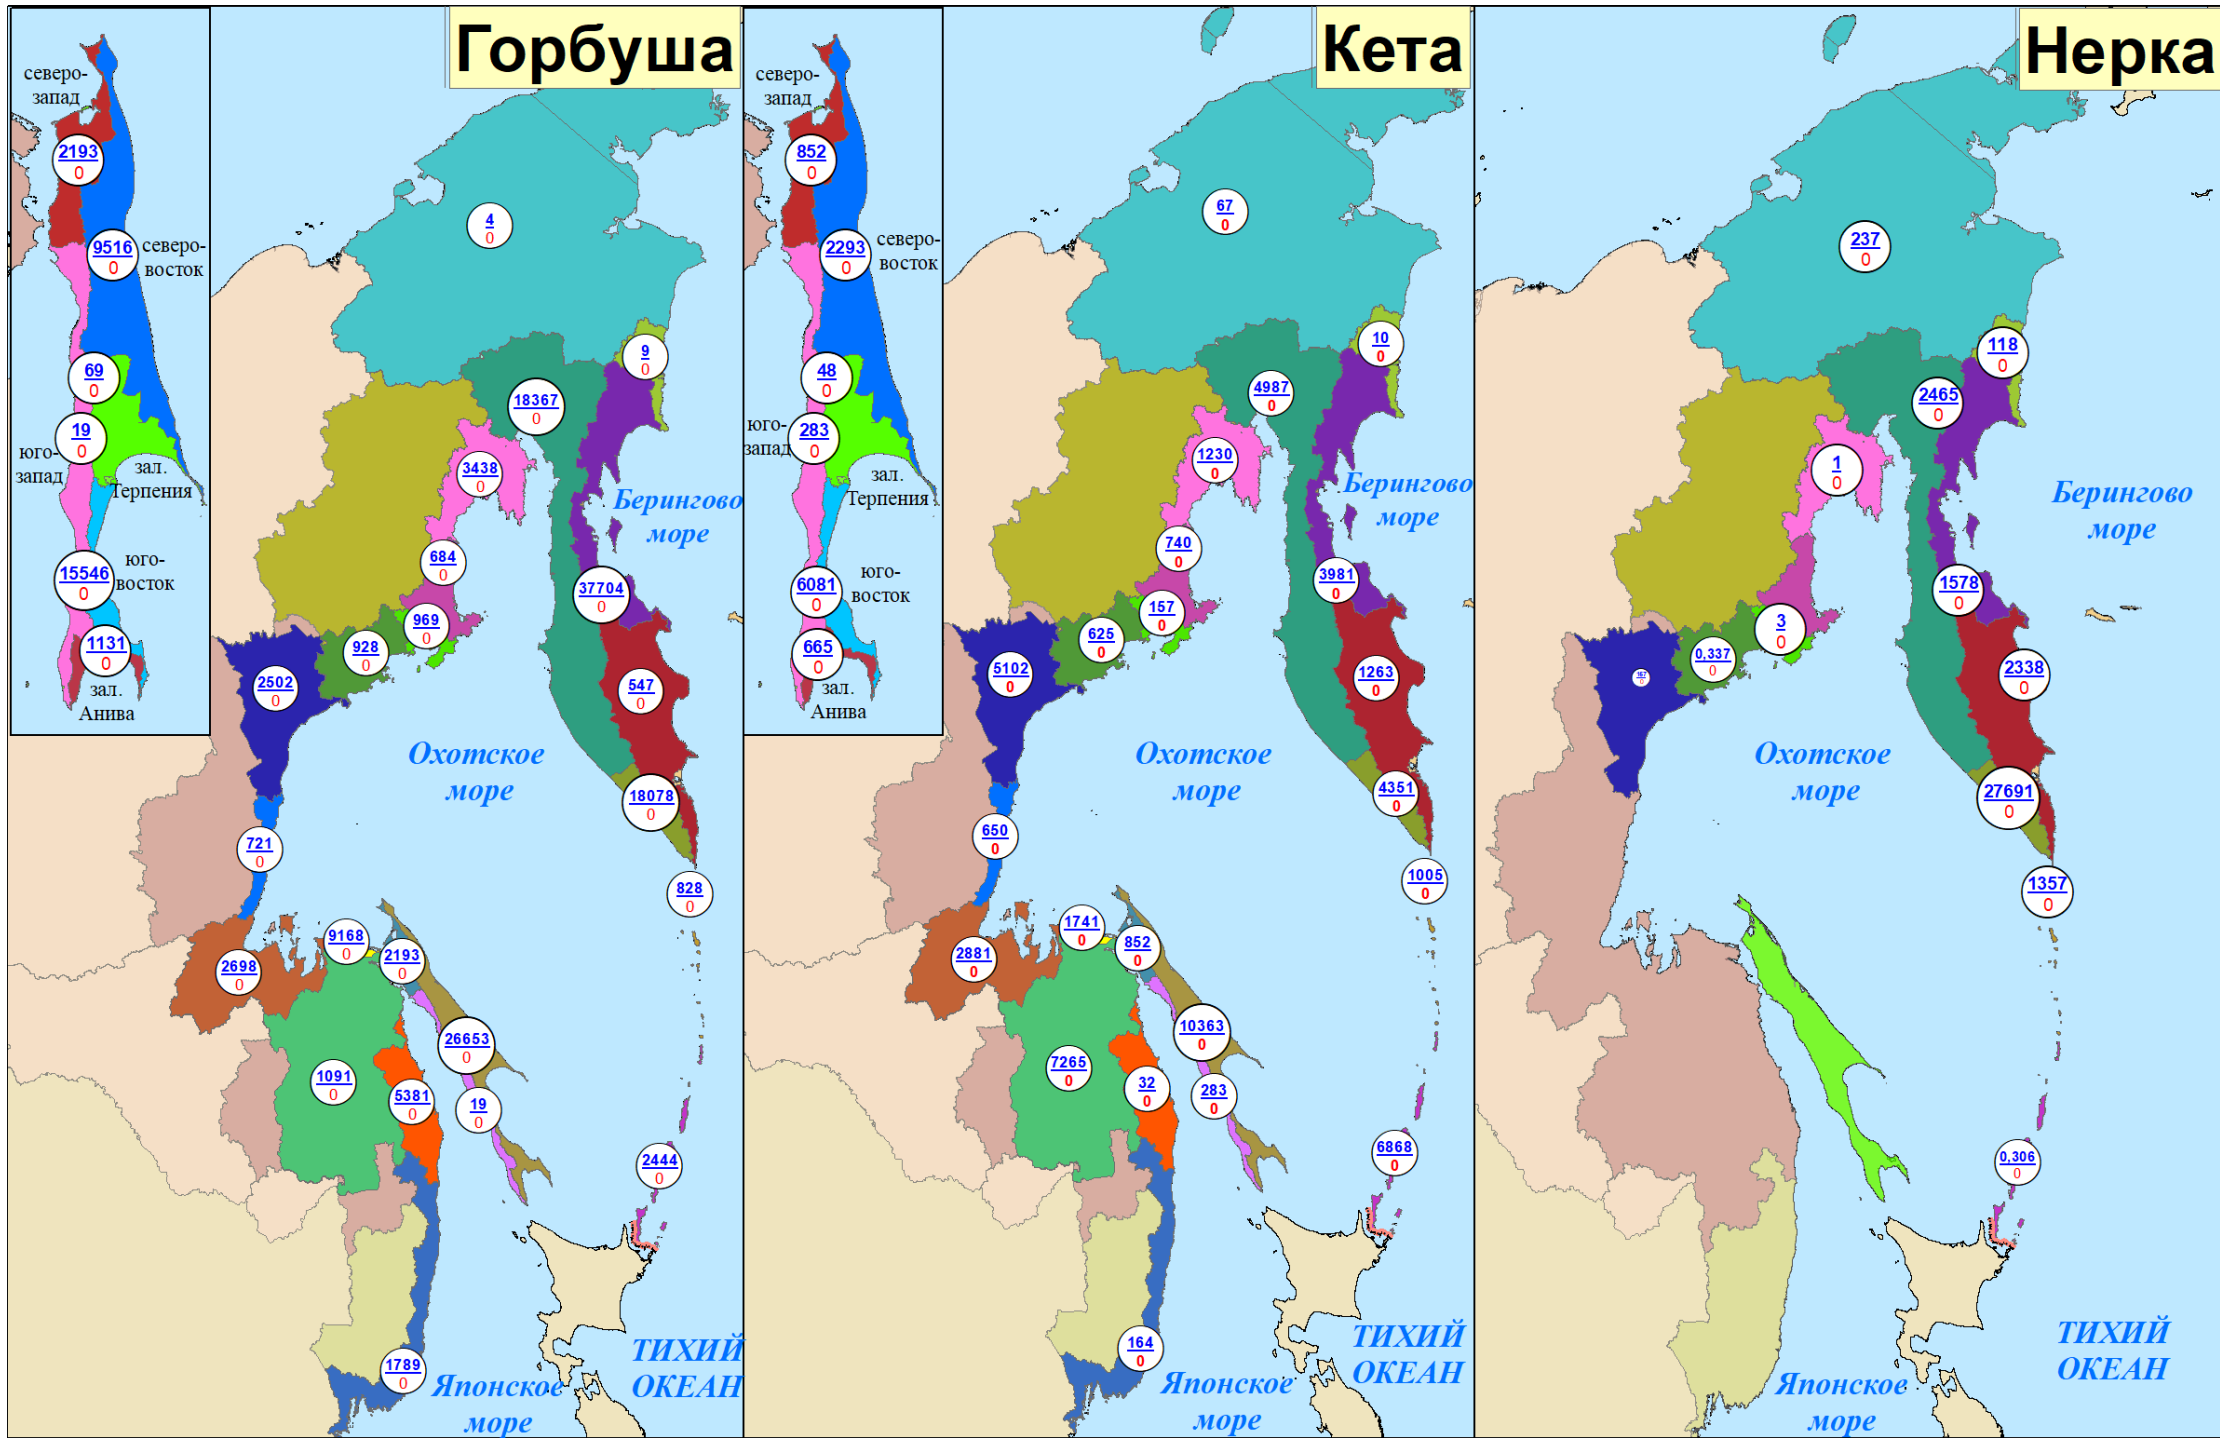 Горбуша
северо-
запад
2193
0
9516
0
северо-
восток
69
0
19
0
юго-
запад
зал.
Терпения
15546
0
юго-
восток
1131
0
зал.
Анива
4
0
9
0
18367
0
3438
0
Берингово
море
684
0
37704
0
969
0
928
0
2502
0
547
0
Охотское
море
18078
0
721
0
828
0
9168
0
2193
0
2698
0
26653
0
1091
0
5381
0
19
0
2444
0
1789
0
Японское
море
ТИХИЙ
ОКЕАН
Кета
северо-
запад
852
0
2293
0
северо-
восток
48
0
283
0
юго-
запад
зал.
Терпения
6081
0
юго-
восток
665
0
зал.
Анива
67
0
10
0
4987
0
1230
0
Берингово
море
740
0
3981
0
157
0
625
0
5102
0
1263
0
Охотское
море
4351
0
650
0
1005
0
1741
0
852
0
2881
0
10363
0
7265
0
32
0
283
0
6868
0
164
0
Японское
море
ТИХИЙ
ОКЕАН
Нерка
237
0
118
0
2465
0
1
0
Берингово
море
1578
0
3
0
0,337
0
167
0
2338
0
Охотское
море
27691
0
1357
0
0,306
0
ТИХИЙ
ОКЕАН
Японское
море